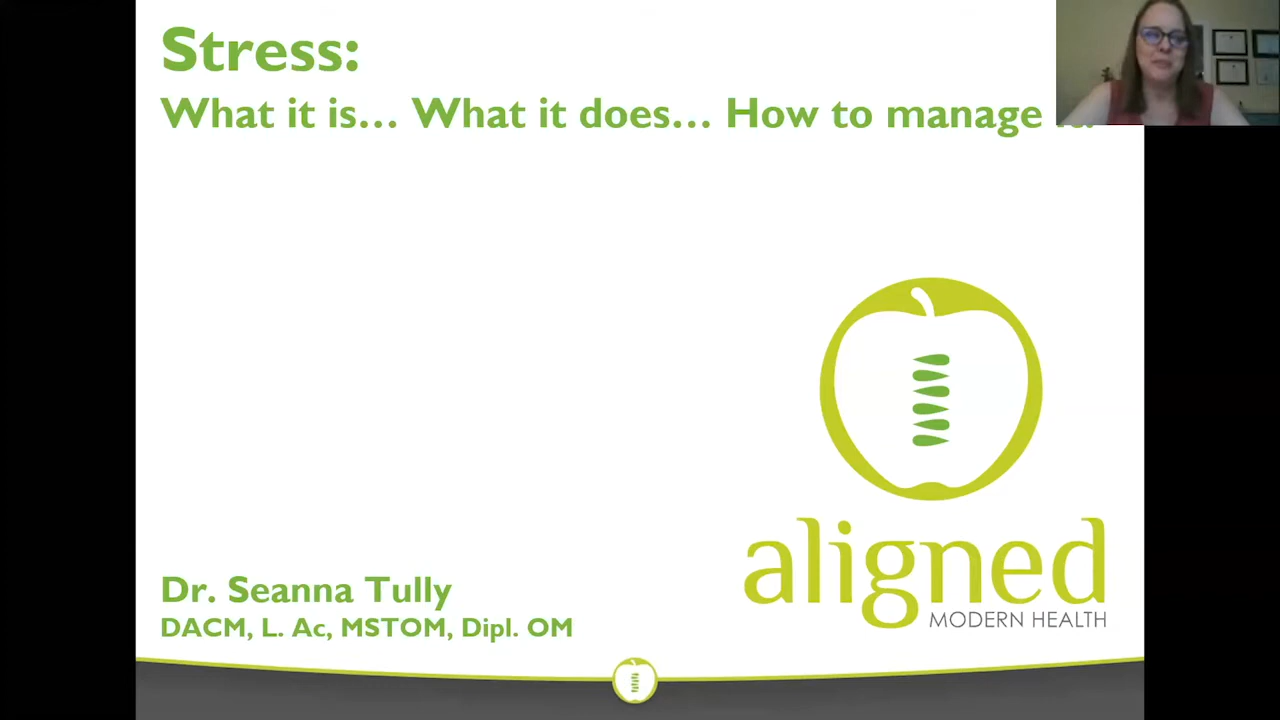 Stress:
What it is... What it does... How to manage
aligned
MODERN HEALTH
Dr. Seanna Tully
DACM, L. Ac, MSTOM, Dipl. OM